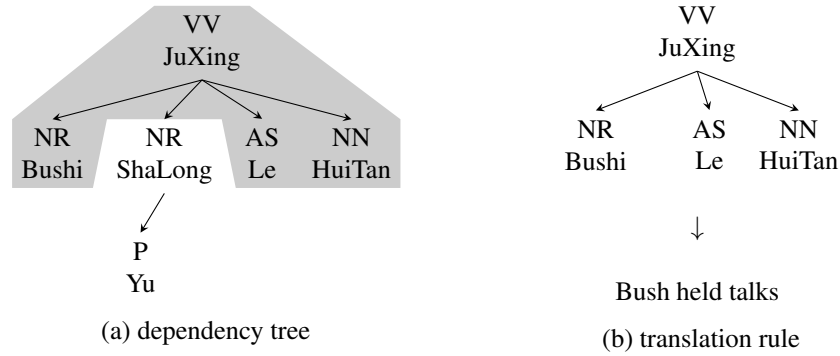 VV
JuXing
NR NR AS NN
Bushi ShaLong Le HuiTan
P
Yu
(a) dependency tree
VV
JuXing
NR AS NN
Bushi Le HuiTan
↓
Bush held talks
(b) translation rule